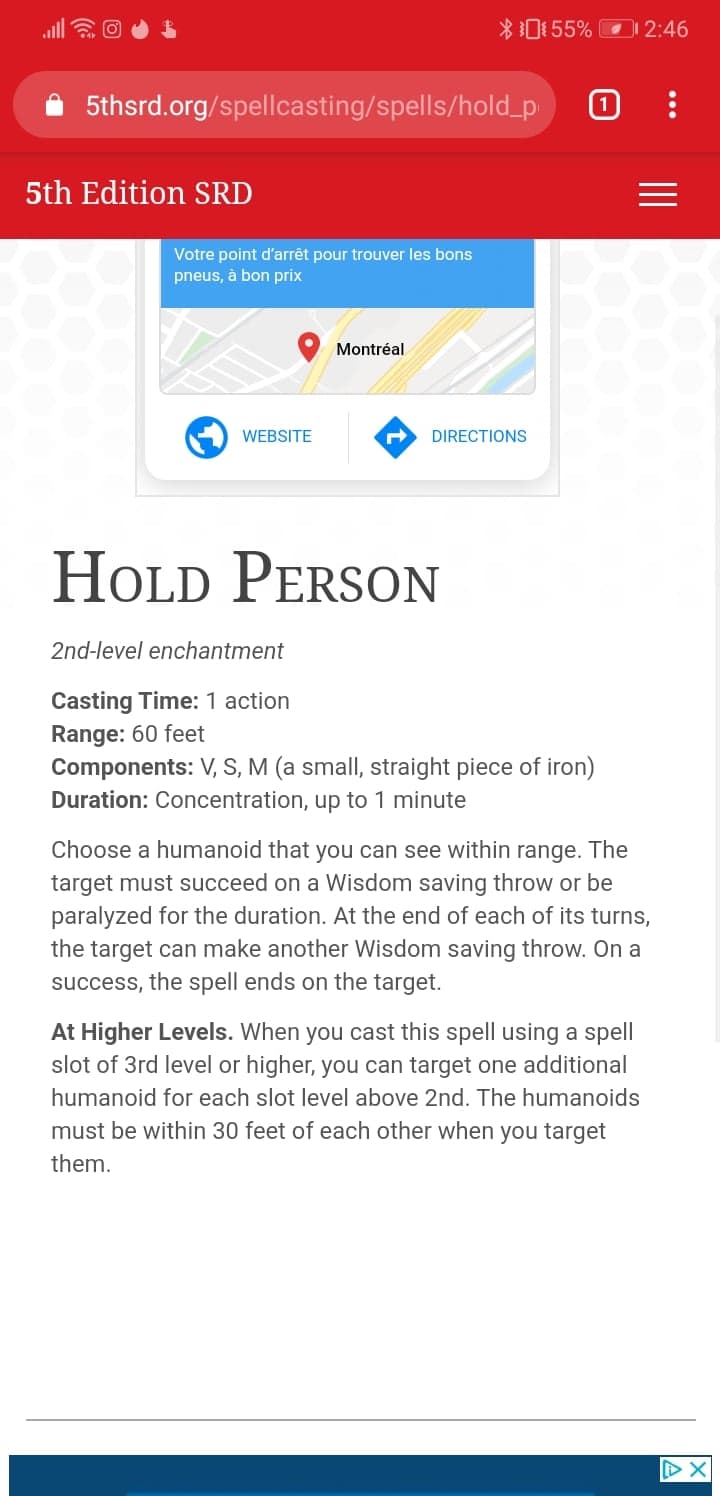 55% 2:46
5thsrd.org/spellcasting/spells/hold_p
1
5th Edition SRD
Votre point d'arrêt pour trouver les bons
pneus, à bon prix
Montréal
WEBSITE DIRECTIONS
HOLD PERSON
2nd-level enchantment
Casting Time: 1 action
Range: 60 feet
Components: V, S, M (a small, straight piece of iron)
Duration: Concentration, up to 1 minute
Choose a humanoid that you can see within range. The
target must succeed on a Wisdom saving throw or be
paralyzed for the duration. At the end of each of its turns,
the target can make another Wisdom saving throw. On a
success, the spell ends on the target.
At Higher Levels. When you cast this spell using a spell
slot of 3rd level or higher, you can target one additional
humanoid for each slot level above 2nd. The humanoids
must be within 30 feet of each other when you target
them.